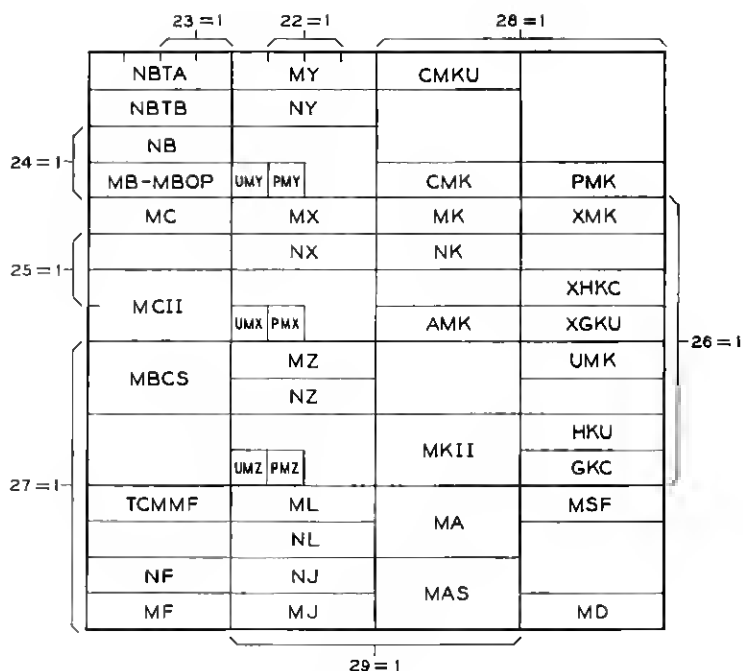 23=1 22=1 28=1
NBTA MY CMKU
NBTB NY
NB
24=1
MB-MBOP UMY PMY CMK PMK
MC MX MK XMK
NX NK
25=1
XHKC
MCII
UMX PMX AMK XGKU
26=1
MZ UMK
MBCS
NZ
HKU
MKII
UMZ PMZ GKC
27=1
TCMMF ML MSF
MA
NL
NF NJ
MAS
MF MJ MD
29=1